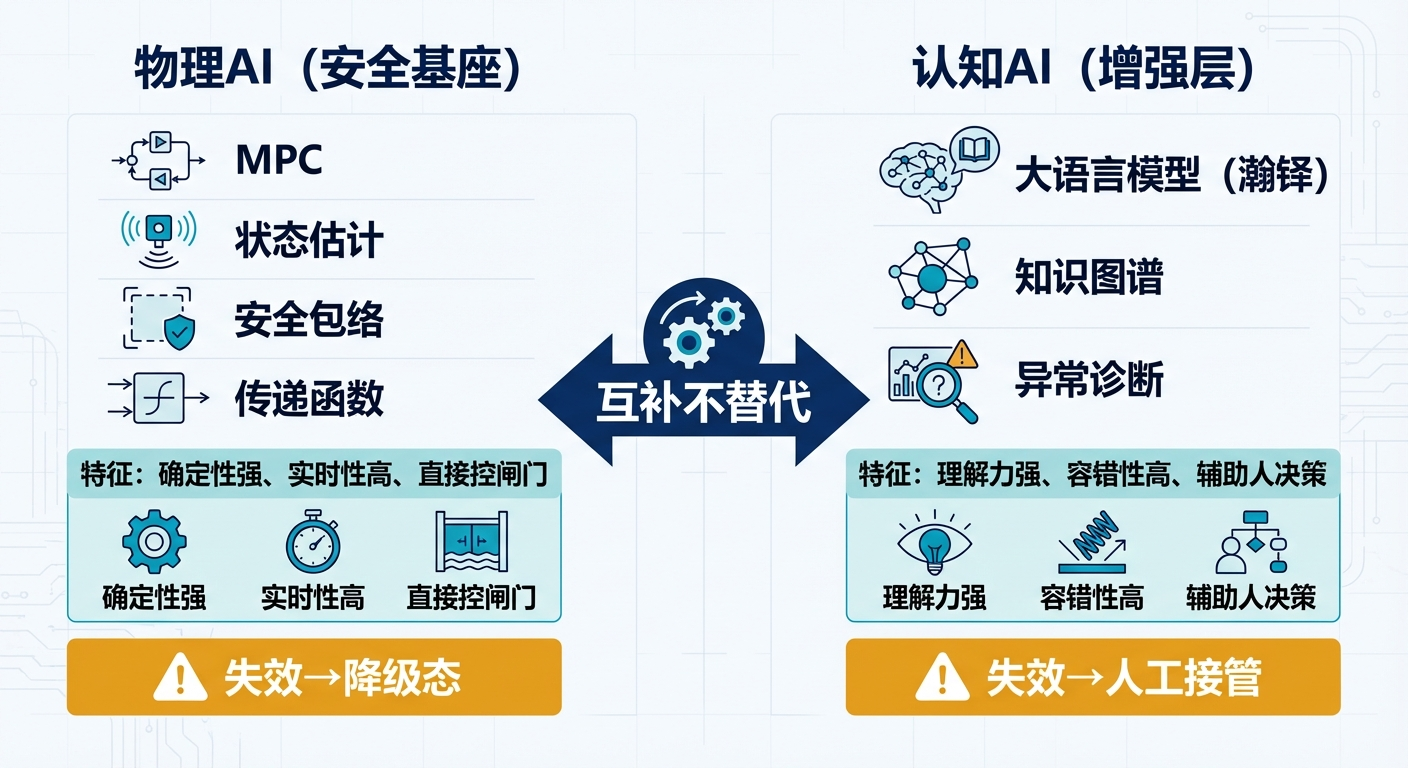 物理AI（安全基座）
MPC
状态估计
安全包络
传递函数
特征：确定性强、实时性高、直接控闸门
确定性强
实时性高
直接控闸门
失效→降级态
互补不替代
认知AI（增强层）
大语言模型（瀚铎）
知识图谱
异常诊断
特征：理解力强、容错性高、辅助人决策
理解力强
容错性高
辅助人决策
失效→人工接管